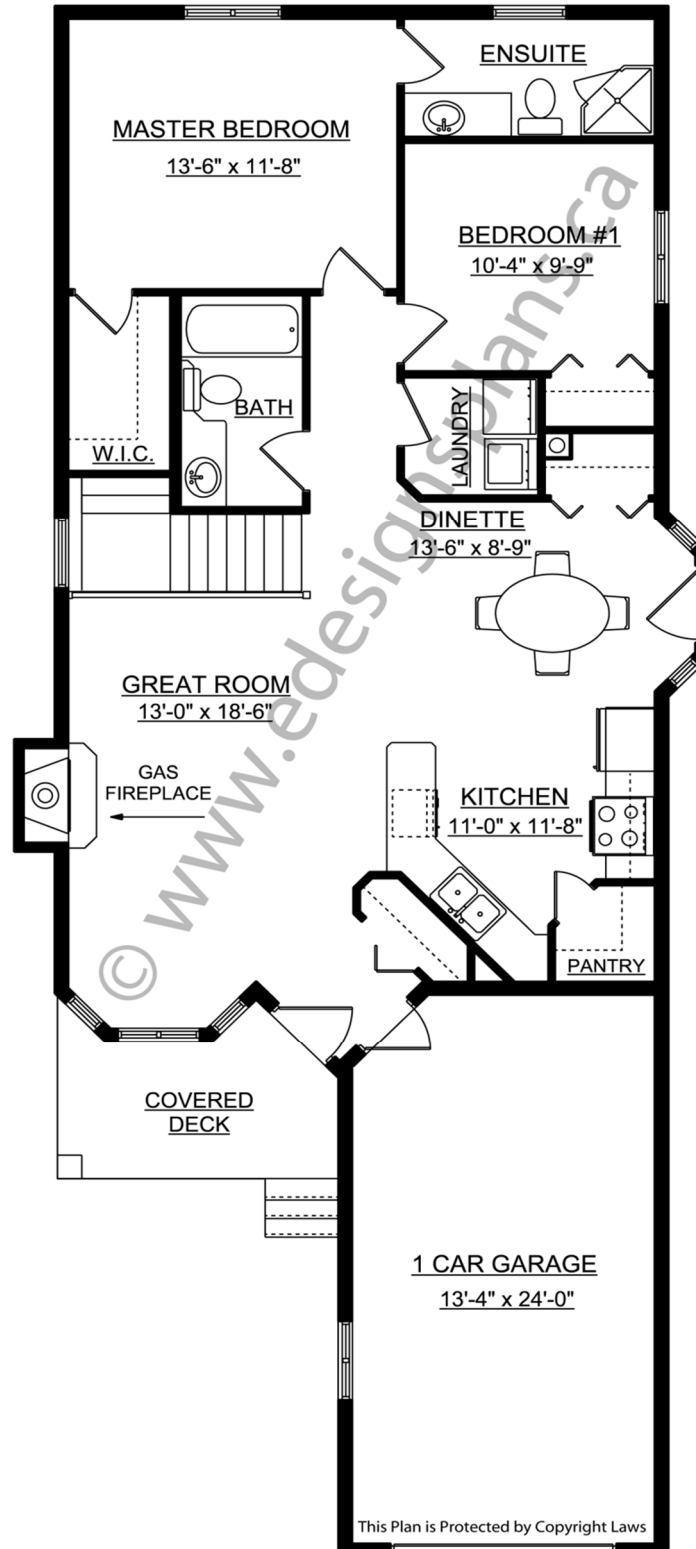 ENSUITE
MASTER BEDROOM
13'-6" x 11'-8"
BEDROOM #1
10'-4" x 9'-9"
BATH
LAUNDRY
W.I.C.
DINETTE
13'-6" x 8'-9"
GREAT ROOM
13'-0" x 18'-6"
GAS
FIREPLACE
KITCHEN
11'-0" x 11'-8"
PANTRY
COVERED
DECK
1 CAR GARAGE
13'-4" x 24'-0"
This Plan is Protected by Copyright Laws
© www.edesignsplans.ca